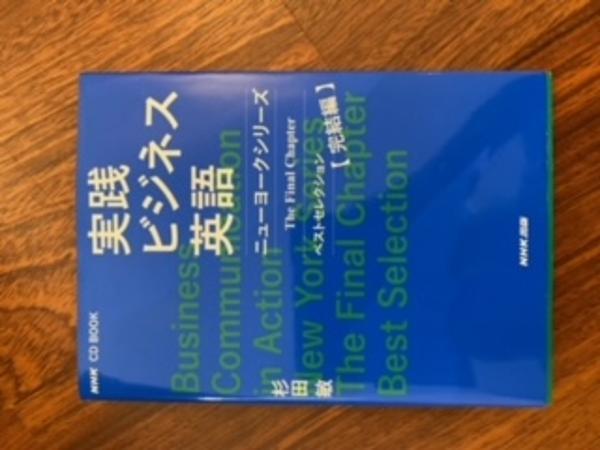 NHK CD BOOK
実践
ビジネス
英語
ニューヨークシリーズ
The Final Chapter
ベストセレクション
【完結編】
Business
Communication
in Action
New York Series
The Final Chapter
Best Selection
杉田 敏
NHK出版